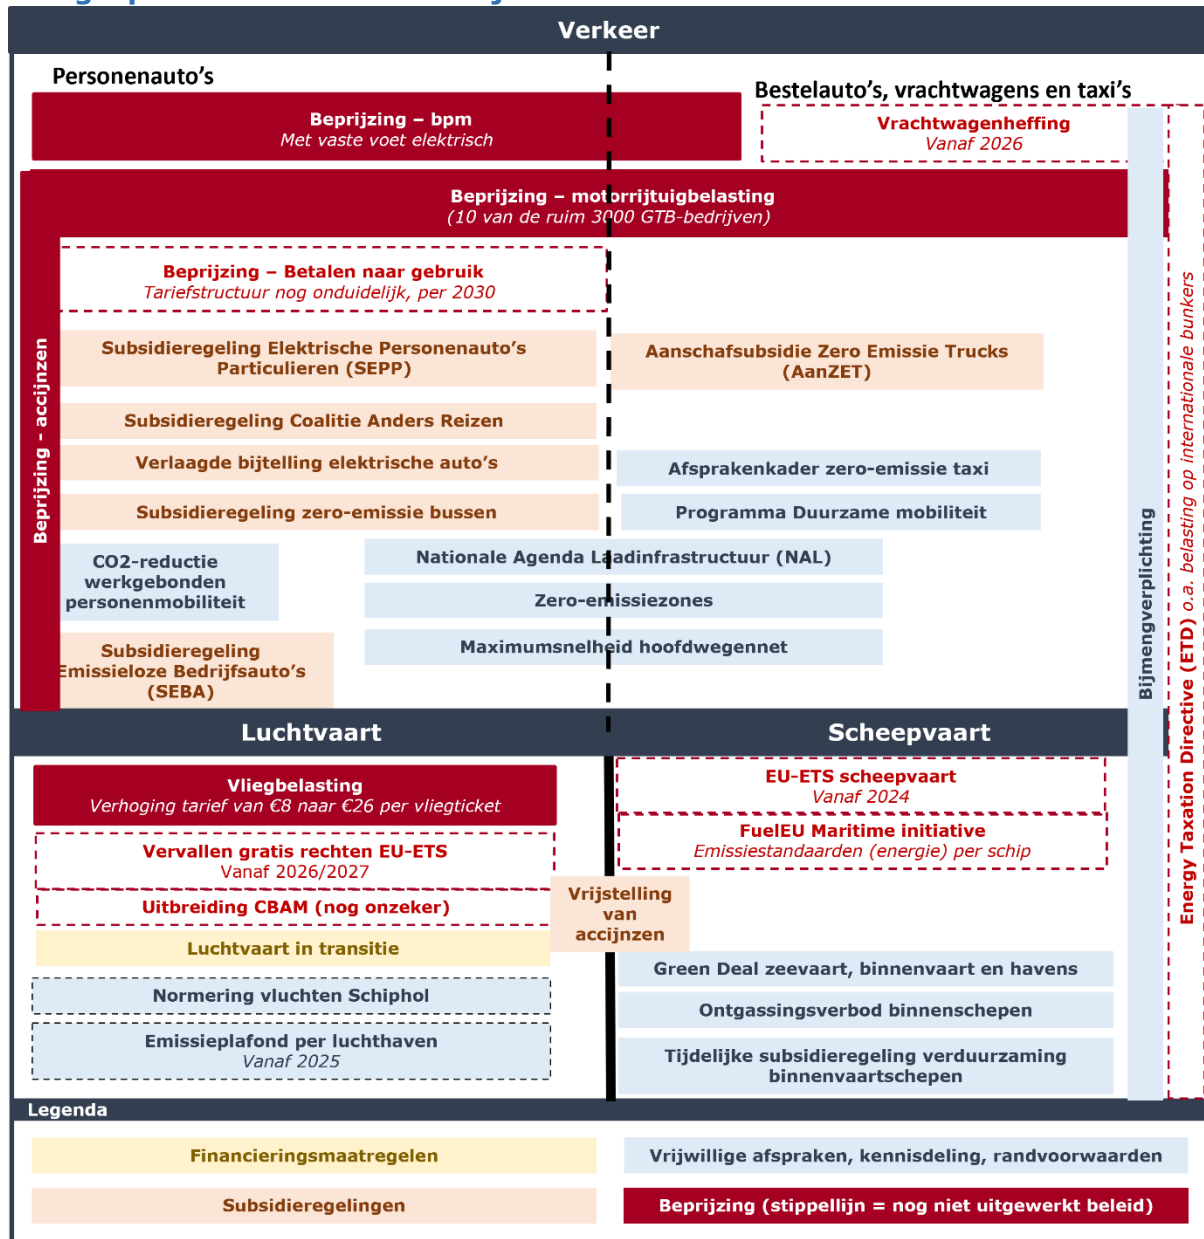 Verkeer
Personenauto’s
Bestelauto’s, vrachtwagens en taxi’s
Beprijzing – bpm
Met vaste voet elektrisch
Vrachtwagenheffing
Vanaf 2026
Beprijzing – motorrijtuigbelasting
(10 van de ruim 3000 GTB-bedrijven)
Beprijzing – Betalen naar gebruik
Tariefstructuur nog onduidelijk, per 2030
Beprijzing - accijnzen
Subsidieregeling Elektrische Personenauto’s
Particulieren (SEPP)
Aanschafsubsidie Zero Emissie Trucks
(AanZET)
Subsidieregeling Coalitie Anders Reizen
Verlaagde bijtelling elektrische auto’s
Afsprakenkader zero-emissie taxi
Subsidieregeling zero-emissie bussen
Programma Duurzame mobiliteit
CO2-reductie
werkgebonden
personenmobiliteit
Nationale Agenda Laadinfrastructuur (NAL)
Zero-emissiezones
Maximumsnelheid hoofdwegennet
Subsidieregeling
Emissieloze Bedrijfsauto’s
(SEBA)
Bijmengverplichting
Energy Taxation Directive (ETD) o.a. belasting op internationale bunkers
Luchtvaart
Scheepvaart
Vliegbelasting
Verhoging tarief van €8 naar €26 per vliegticket
EU-ETS scheepvaart
Vanaf 2024
Vervallen gratis rechten EU-ETS
Vanaf 2026/2027
FuelEU Maritime initiative
Emissiestandaarden (energie) per schip
Uitbreiding CBAM (nog onzeker)
Vrijstelling
van
accijnzen
Luchtvaart in transitie
Green Deal zeevaart, binnenvaart en havens
Normering vluchten Schiphol
Ontgassingsverbod binnenschepen
Emissieplafond per luchthaven
Vanaf 2025
Tijdelijke subsidieregeling verduurzaming
binnenvaartschepen
Legenda
Financieringsmaatregelen
Vrijwillige afspraken, kennisdeling, randvoorwaarden
Subsidieregelingen
Beprijzing (stippellijn = nog niet uitgewerkt beleid)